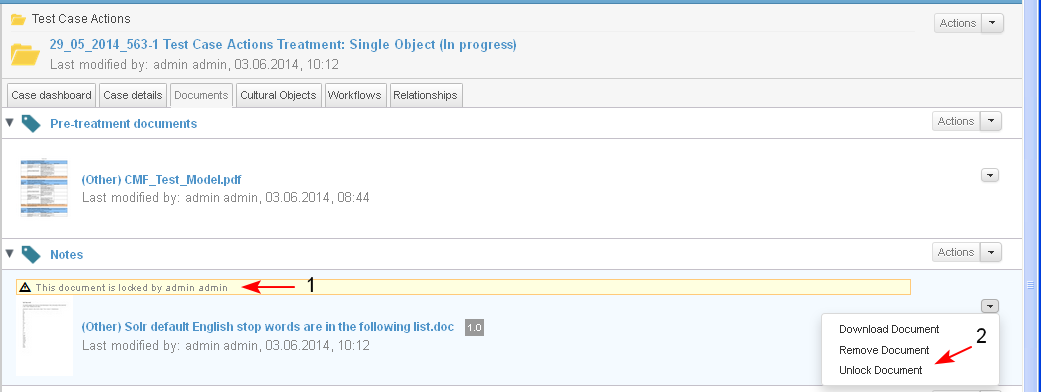 Test Case Actions
Actions
29_05_2014_563-1 Test Case Actions Treatment: Single Object (In progress)
Last modified by: admin admin, 03.06.2014, 10:12
Case dashboard Case details Documents Cultural Objects Workflows Relationships
Pre-treatment documents Actions
(Other) CMF_Test_Model.pdf
Last modified by: admin admin, 03.06.2014, 08:44
Notes Actions
This document is locked by admin admin 1
(Other) Solr default English stop words are in the following list.doc 1.0
Last modified by: admin admin, 03.06.2014, 10:12
Download Document
Remove Document 2
Unlock Document